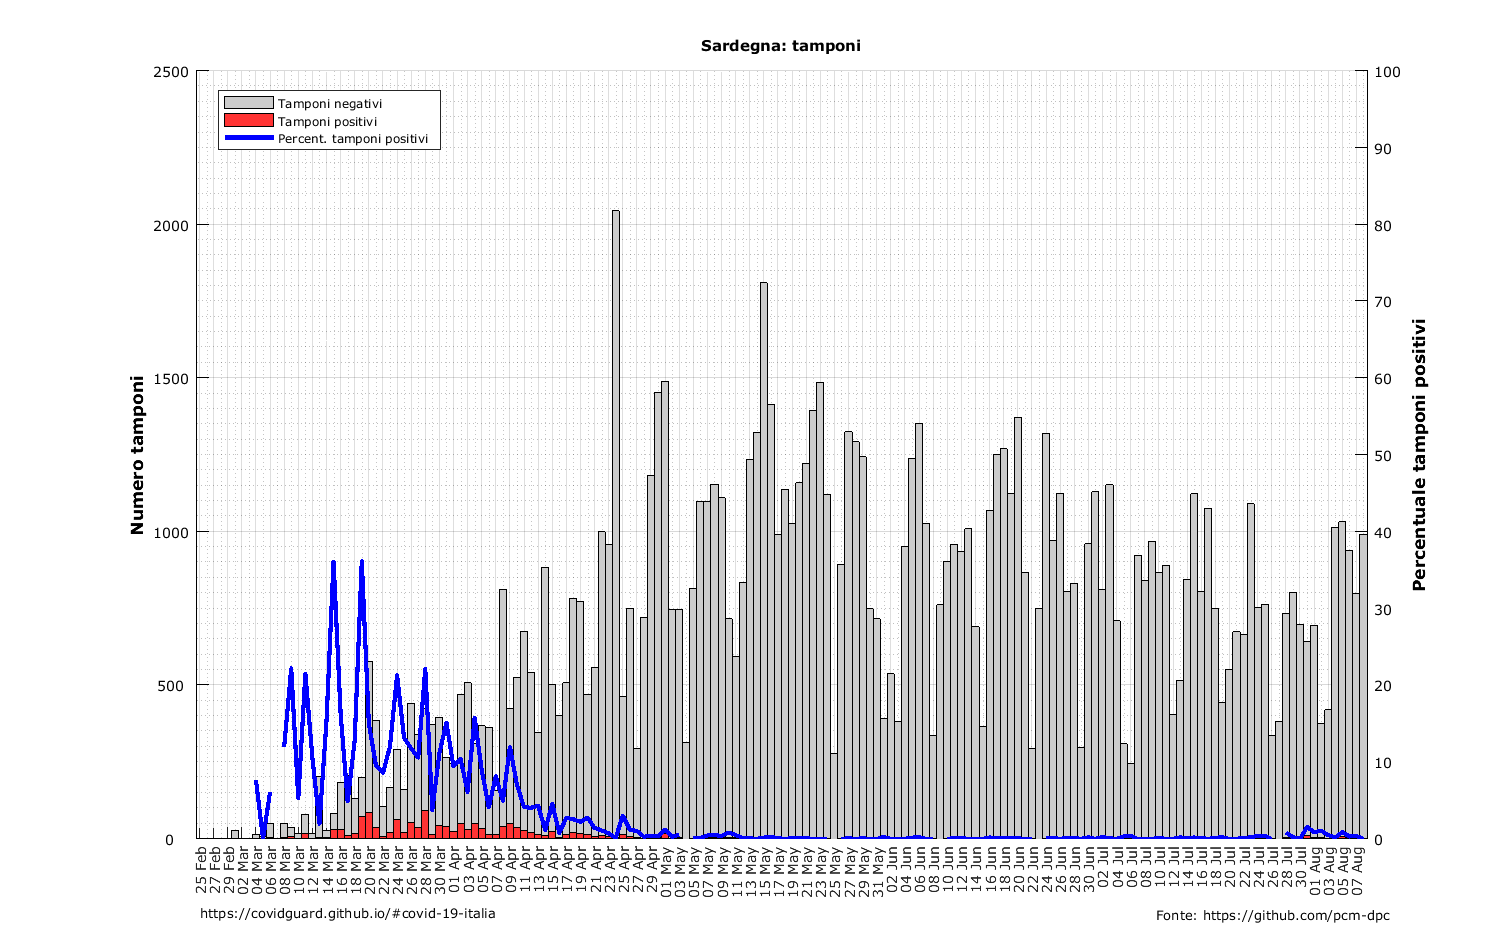 Sardegna: tamponi
Tamponi negativi
Tamponi positivi
Percent. tamponi positivi
Numero tamponi
2500
2000
1500
1000
500
0
Percentuale tamponi positivi
100
90
80
70
60
50
40
30
20
10
0
25 Feb
27 Feb
29 Feb
02 Mar
04 Mar
06 Mar
08 Mar
10 Mar
12 Mar
14 Mar
16 Mar
18 Mar
20 Mar
22 Mar
24 Mar
26 Mar
28 Mar
30 Mar
01 Apr
03 Apr
05 Apr
07 Apr
09 Apr
11 Apr
13 Apr
15 Apr
17 Apr
19 Apr
21 Apr
23 Apr
25 Apr
27 Apr
29 Apr
01 May
03 May
05 May
07 May
09 May
11 May
13 May
15 May
17 May
19 May
21 May
23 May
25 May
27 May
29 May
31 May
02 Jun
04 Jun
06 Jun
08 Jun
10 Jun
12 Jun
14 Jun
16 Jun
18 Jun
20 Jun
22 Jun
24 Jun
26 Jun
28 Jun
30 Jun
02 Jul
04 Jul
06 Jul
08 Jul
10 Jul
12 Jul
14 Jul
16 Jul
18 Jul
20 Jul
22 Jul
24 Jul
26 Jul
28 Jul
30 Jul
01 Aug
03 Aug
05 Aug
07 Aug
https://covidguard.github.io/#covid-19-italia
Fonte: https://github.com/pcm-dpc